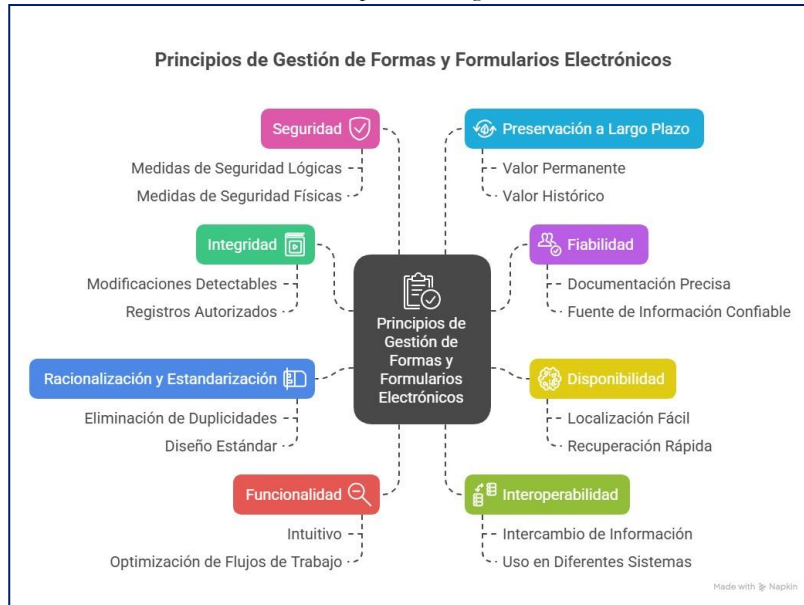 Principios de Gestión de Formas y Formularios Electrónicos
Seguridad
Medidas de Seguridad Lógicas
Medidas de Seguridad Físicas
Preservación a Largo Plazo
Valor Permanente
Valor Histórico
Integridad
Modificaciones Detectables
Registros Autorizados
Fiabilidad
Documentación Precisa
Fuente de Información Confiable
Principios de
Gestión de
Formas y
Formularios
Electrónicos
Racionalización y Estandarización
Eliminación de Duplicidades
Diseño Estándar
Disponibilidad
Localización Fácil
Recuperación Rápida
Funcionalidad
Intuitivo
Optimización de Flujos de Trabajo
Interoperabilidad
Intercambio de Información
Uso en Diferentes Sistemas
Made with Napkin